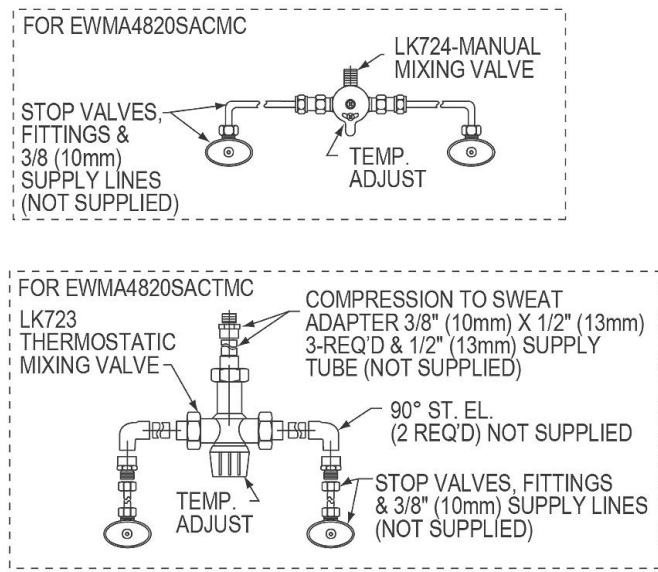 FOR EWMA4820SACMC
LK724-MANUAL
MIXING VALVE
STOP VALVES,
FITTINGS &
3/8 (10mm)
SUPPLY LINES
(NOT SUPPLIED)
TEMP.
ADJUST
FOR EWMA4820SACTMC
LK723
THERMOSTATIC
MIXING VALVE
COMPRESSION TO SWEAT
ADAPTER 3/8" (10mm) X 1/2" (13mm)
3-REQ'D & 1/2" (13mm) SUPPLY
TUBE (NOT SUPPLIED)
90° ST. EL.
(2 REQ'D) NOT SUPPLIED
TEMP.
ADJUST
STOP VALVES, FITTINGS
& 3/8" (10mm) SUPPLY LINES
(NOT SUPPLIED)